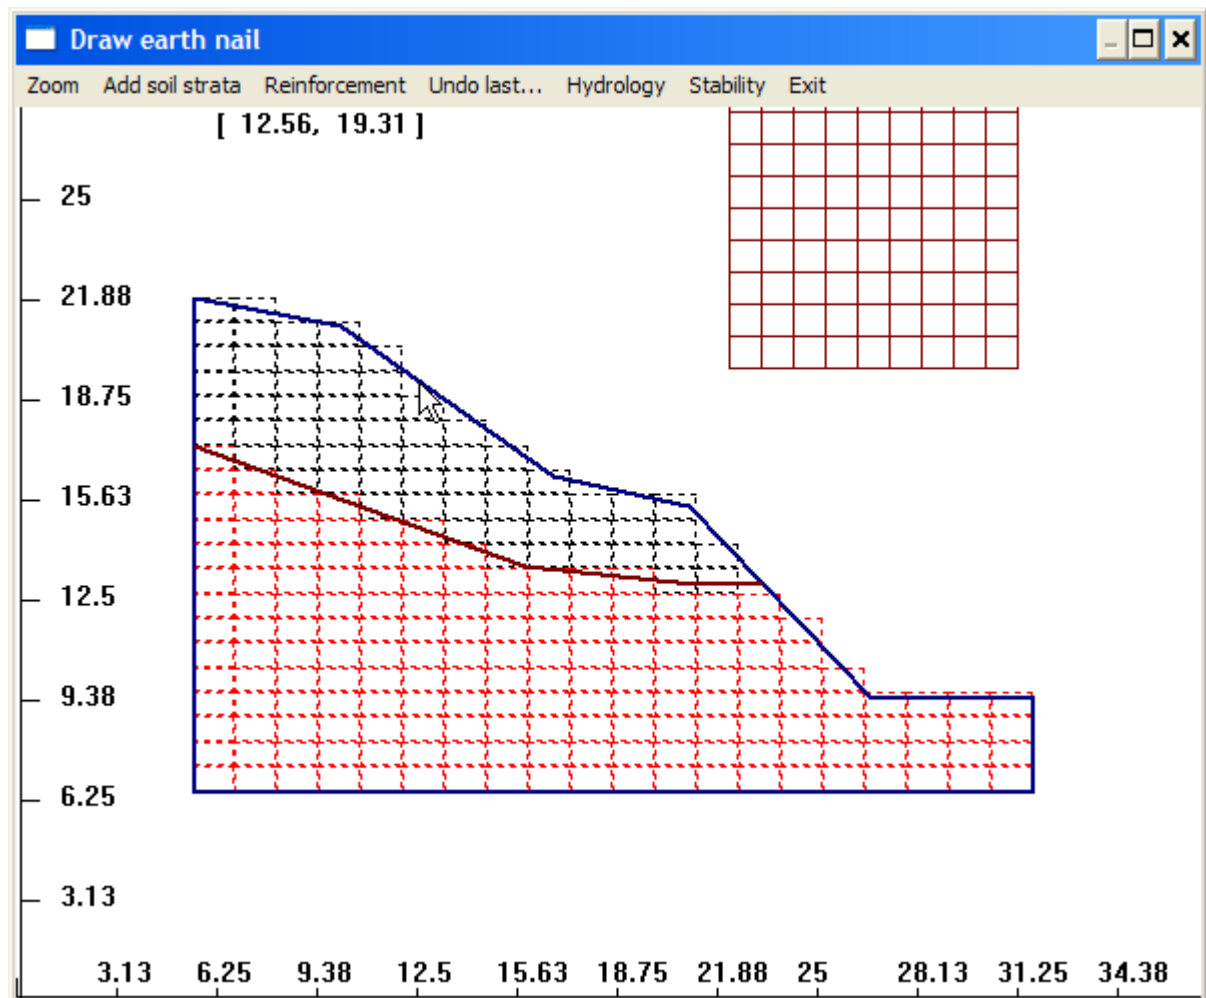 Draw earth nail
Zoom Add soil strata Reinforcement Undo last... Hydrology Stability Exit
[ 12.56, 19.31 ]
25
21.88
18.75
15.63
12.5
9.38
6.25
3.13
3.13 6.25 9.38 12.5 15.63 18.75 21.88 25 28.13 31.25 34.38